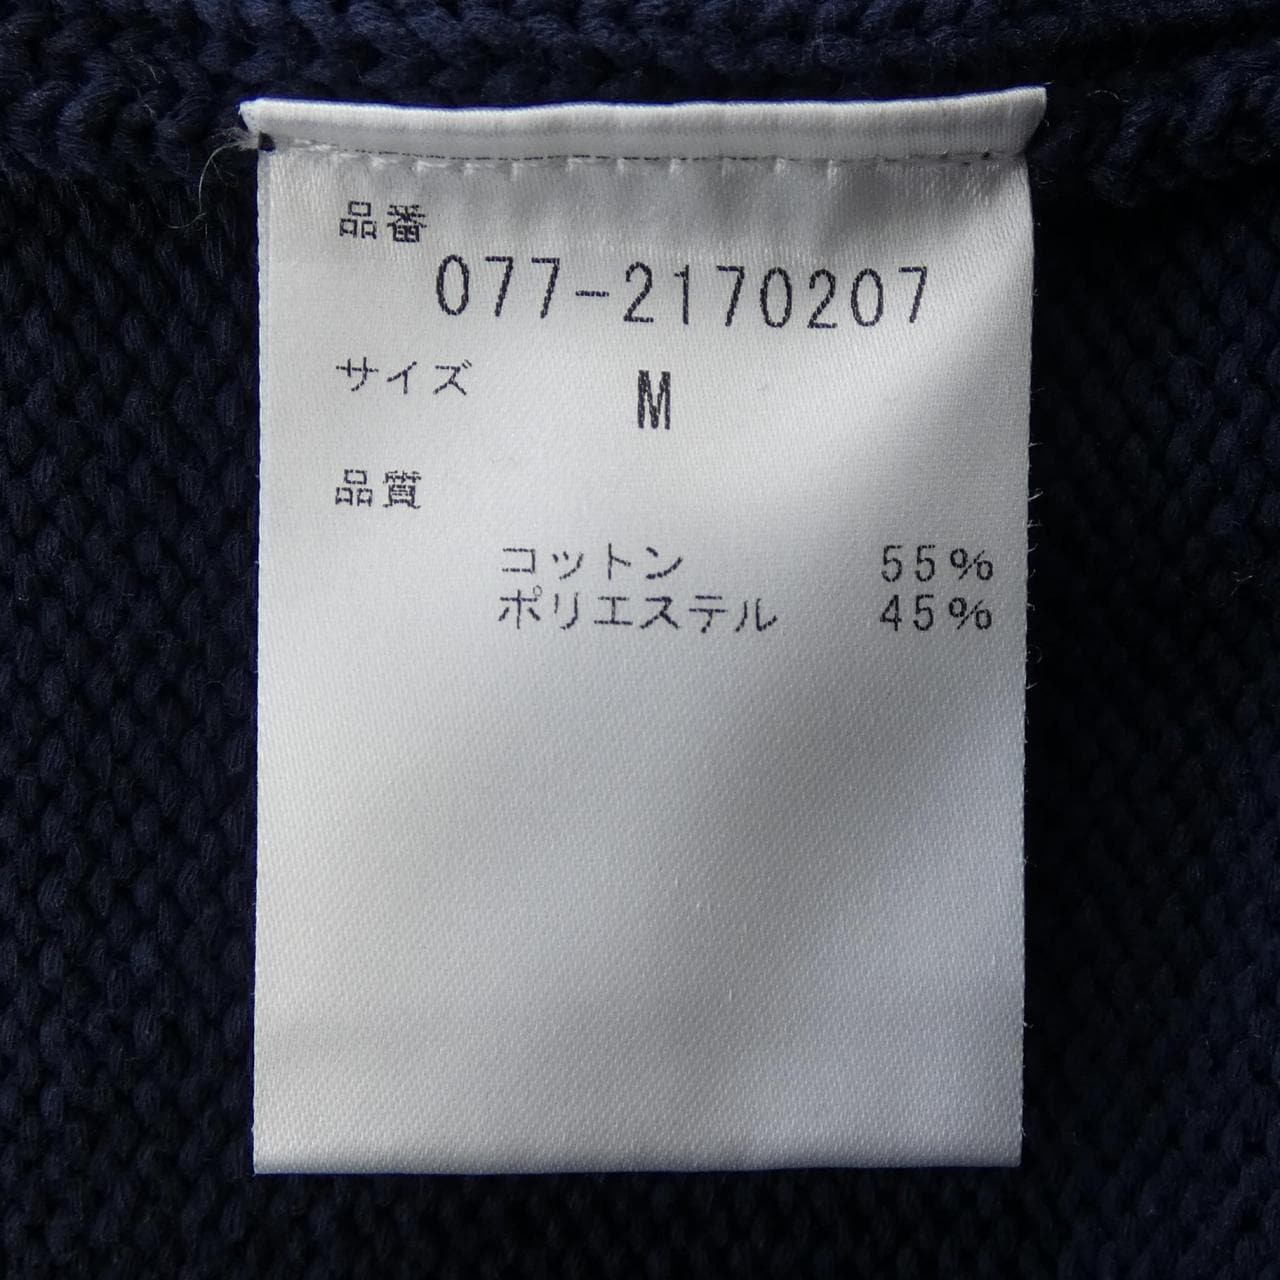 品番
077-2170207
サイズ M
品質
コットン 55%
ポリエステル 45%